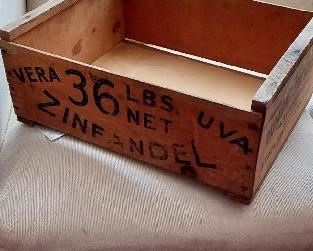 VERA 36 LBS. UVA
NET
ZINFANDEL